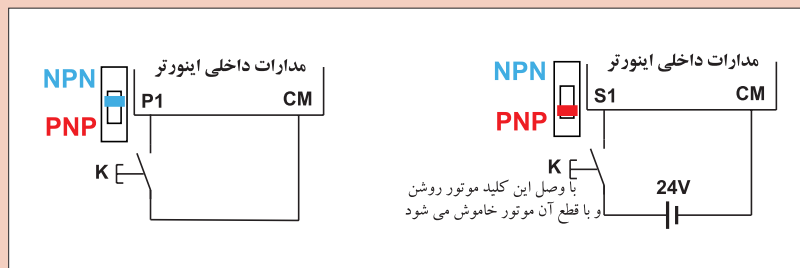 مدارات داخلی اینورتر
NPN
PNP
P1
CM
K
مدارات داخلی اینورتر
NPN
PNP
S1
CM
K
24V
با وصل این کلید موتور روشن
و با قطع آن موتور خاموش می شود